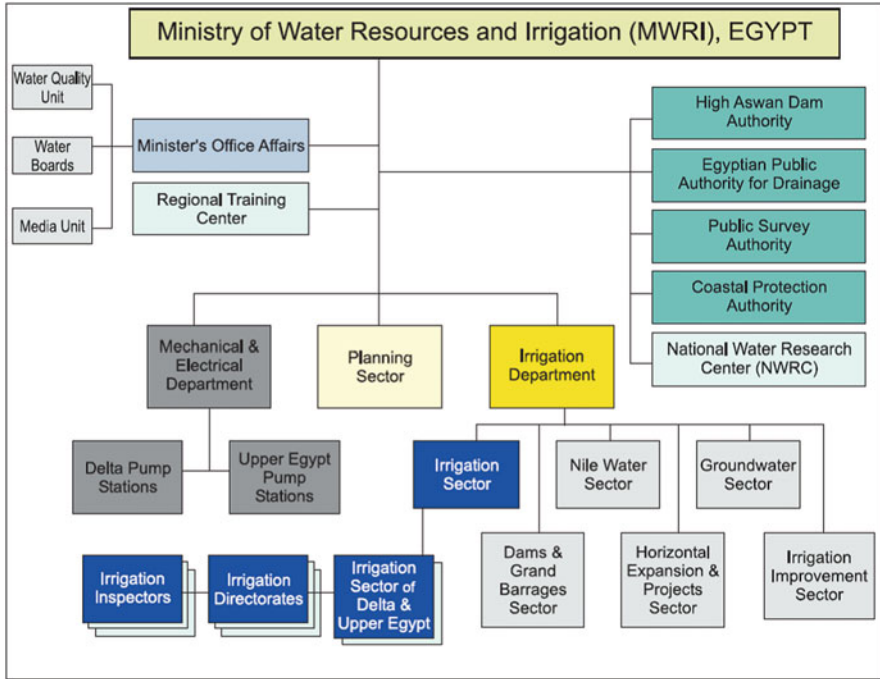 Ministry of Water Resources and Irrigation (MWRI), EGYPT
Water Quality
Unit
Water
Boards
Media Unit
Minister's Office Affairs
Regional Training
Center
High Aswan Dam
Authority
Egyptian Public
Authority for Drainage
Public Survey
Authority
Coastal Protection
Authority
National Water Research
Center (NWRC)
Mechanical &
Electrical
Department
Planning
Sector
Irrigation
Department
Delta Pump
Stations
Upper Egypt
Pump
Stations
Irrigation
Sector
Nile Water
Sector
Groundwater
Sector
Irrigation
Inspectors
Irrigation
Directorates
Irrigation
Sector of
Delta &
Upper Egypt
Dams &
Grand
Barrages
Sector
Horizontal
Expansion &
Projects
Sector
Irrigation
Improvement
Sector